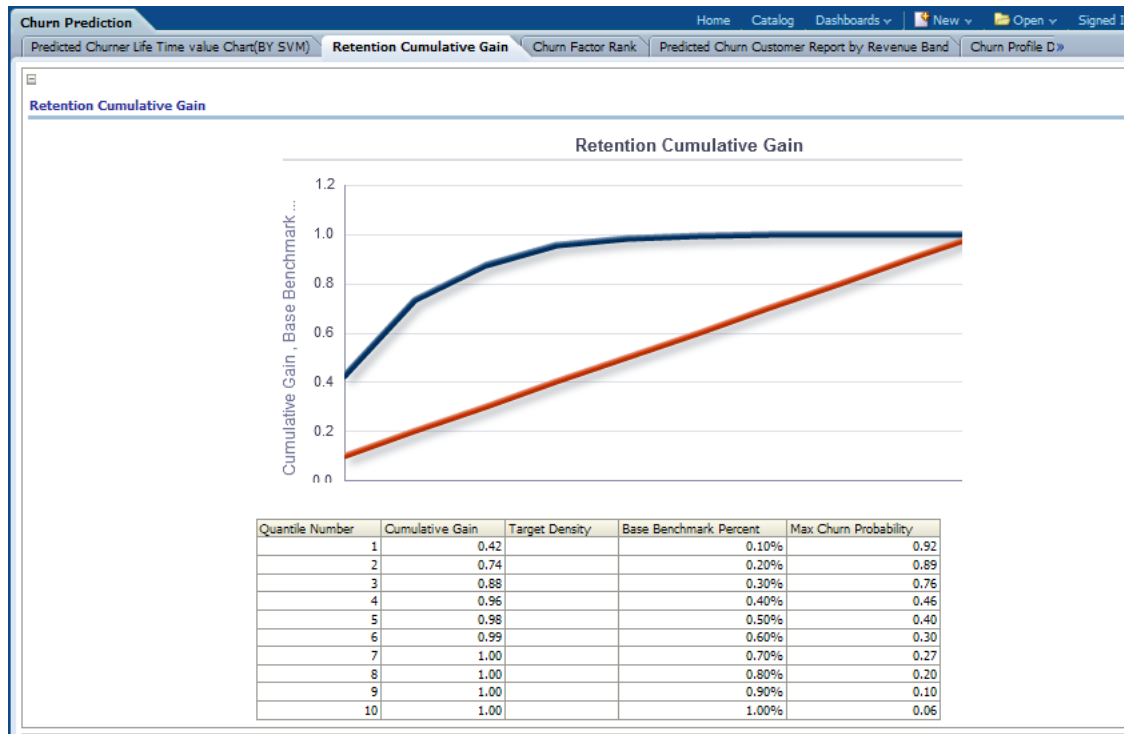 Churn Prediction Home Catalog Dashboards New Open Signed I
Predicted Churner Life Time value Chart(BY SVM) Retention Cumulative Gain Churn Factor Rank Predicted Churn Customer Report by Revenue Band Churn Profile D»
Retention Cumulative Gain
Retention Cumulative Gain
Cumulative Gain , Base Benchmark ...
1.2
1.0
0.8
0.6
0.4
0.2
0.0
Quantile Number Cumulative Gain Target Density Base Benchmark Percent Max Churn Probability
1 0.42 0.10% 0.92
2 0.74 0.20% 0.89
3 0.88 0.30% 0.76
4 0.96 0.40% 0.46
5 0.98 0.50% 0.40
6 0.99 0.60% 0.30
7 1.00 0.70% 0.27
8 1.00 0.80% 0.20
9 1.00 0.90% 0.10
10 1.00 1.00% 0.06